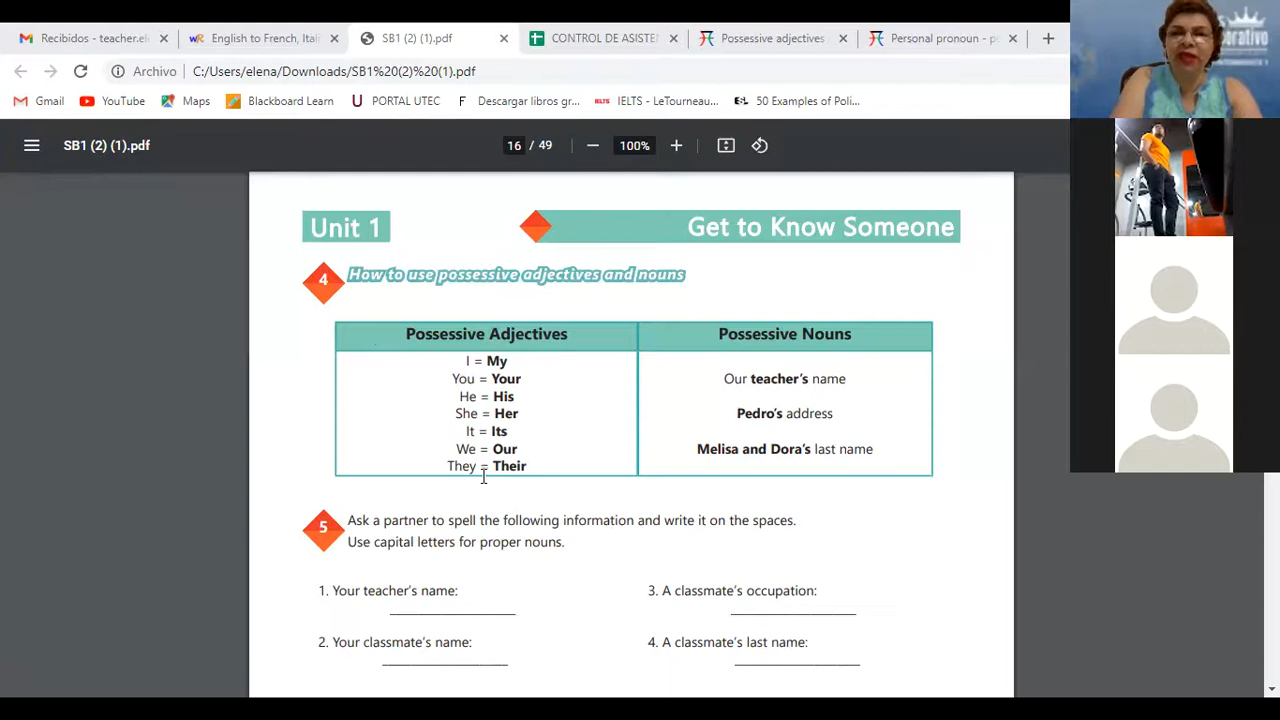 Recibidos - teacher.el
English to French, Ital
SB1 (2) (1).pdf
CONTROL DE ASISTEN
Possessive adjectives
Personal pronoun - p
Archivo
C:/Users/elena/Downloads/SB1%20(2)%20(1).pdf
Gmail
YouTube
Maps
Blackboard Learn
PORTAL UTEC
Descargar libros gr...
IELTS - LeTourneau...
50 Examples of Poli...
SB1 (2) (1).pdf
16 / 49
100%
Unit 1
Get to Know Someone
4
How to use possessive adjectives and nouns
Possessive Adjectives
I = My
You = Your
He = His
She = Her
It = Its
We = Our
They = Their
Possessive Nouns
Our teacher's name
Pedro's address
Melisa and Dora's last name
5
Ask a partner to spell the following information and write it on the spaces.
Use capital letters for proper nouns.
1. Your teacher's name:
2. Your classmate's name:
3. A classmate's occupation:
4. A classmate's last name: